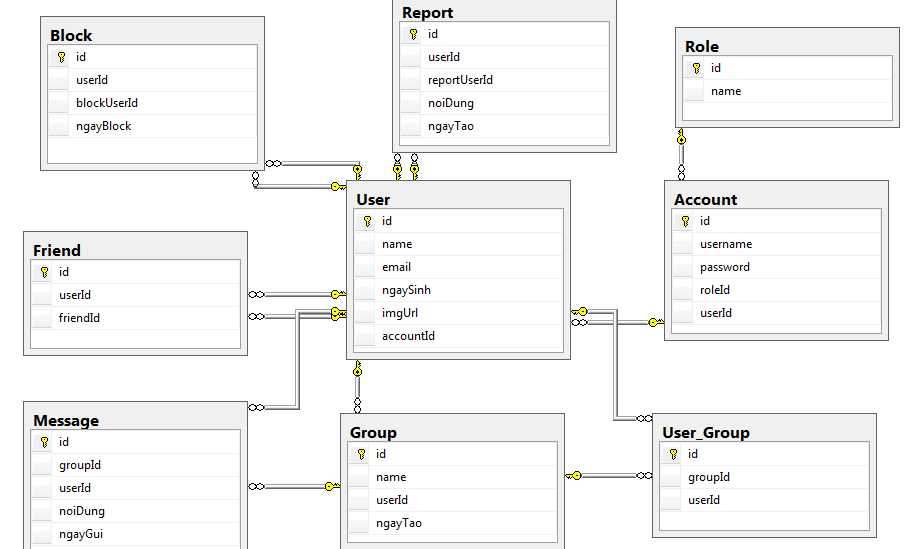 Block
id
userId
blockUserId
ngayBlock
Report
id
userId
reportUserId
noiDung
ngayTao
Role
id
name
User
id
name
email
ngaySinh
imgUrl
accountId
Account
id
username
password
roleId
userId
Friend
id
userId
friendId
Message
id
groupId
userId
noiDung
ngayGui
Group
id
name
userId
ngayTao
User_Group
id
groupId
userId